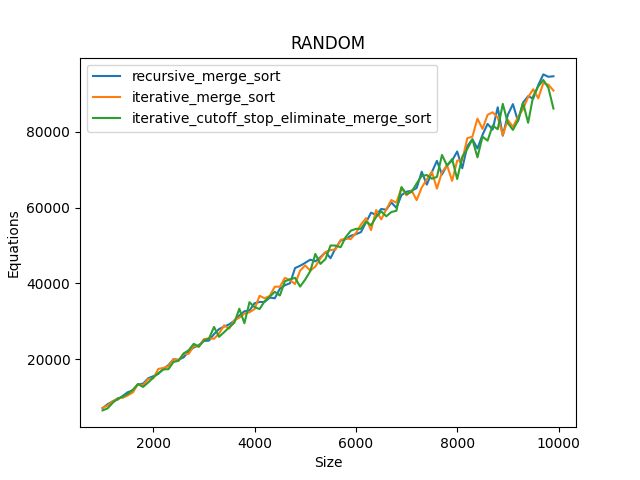 RANDOM
recursive_merge_sort
iterative_merge_sort
iterative_cutoff_stop_eliminate_merge_sort
Equations
80000
60000
40000
20000
2000 4000 6000 8000 10000
Size